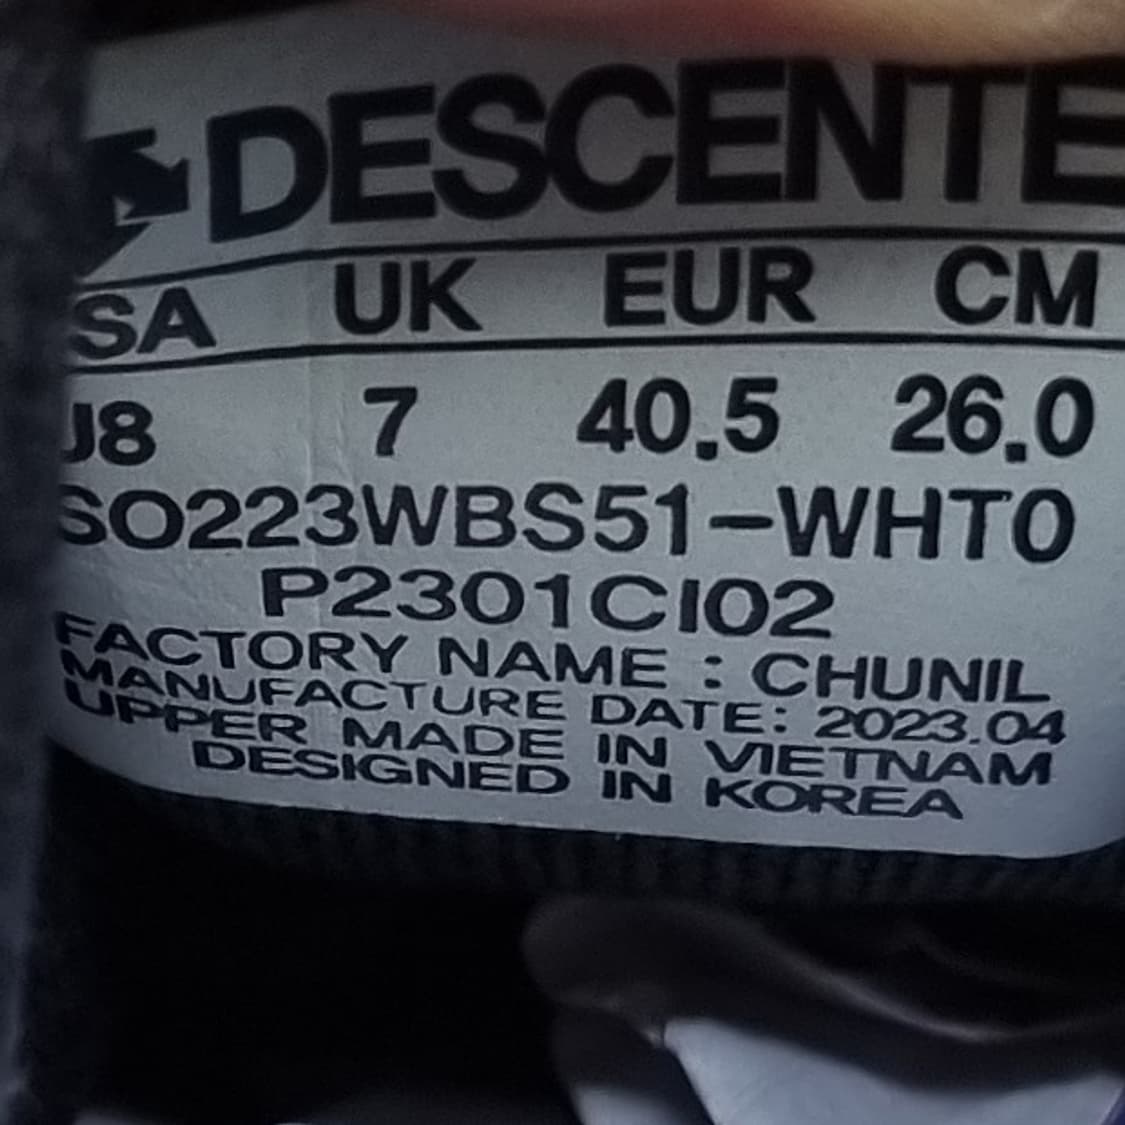 DESCENTE
SA UK EUR CM
J8 7 40.5 26.0
SO223WBS51-WHT0
P2301CI02
FACTORY NAME : CHUNIL
MANUFACTURE DATE: 2023.04
UPPER MADE IN VIETNAM
DESIGNED IN KOREA